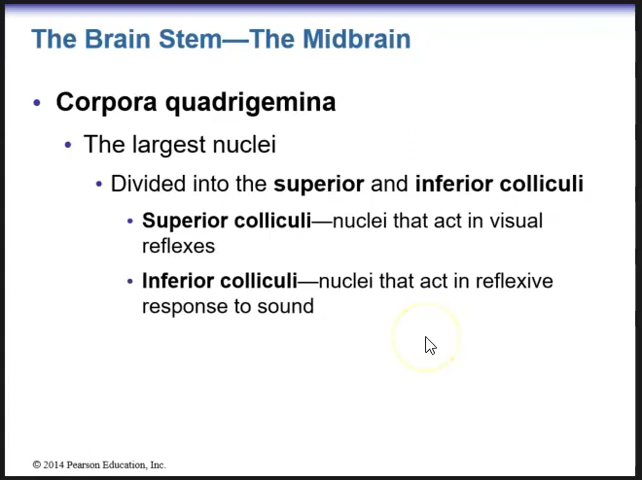 The Brain Stem—The Midbrain
• Corpora quadrigemina
• The largest nuclei
• Divided into the superior and inferior colliculi
• Superior colliculi—nuclei that act in visual
reflexes
• Inferior colliculi—nuclei that act in reflexive
response to sound
© 2014 Pearson Education, Inc.